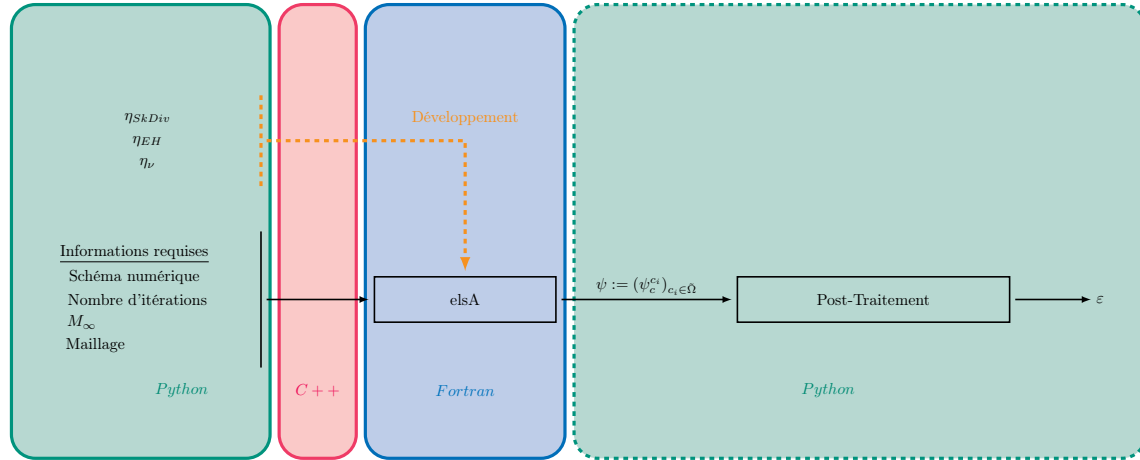 η_{SkDiv}
η_{EH}
η_ν
Développement
Informations requises
Schéma numérique
Nombre d'itérations
M_∞
Maillage
elsA
ψ := (ψ_c^{c_i})_{c_i∈Ω̄}
Post-Traitement
ε
Python
C++
Fortran
Python